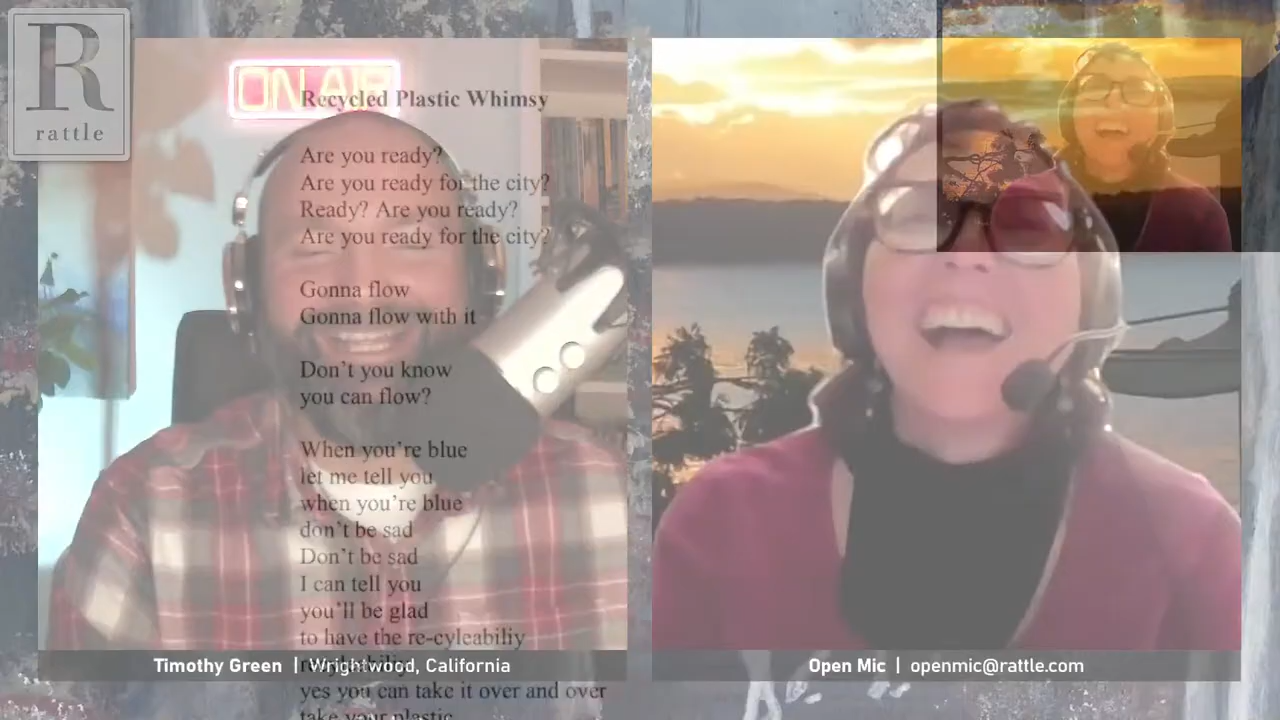 R
rattle
ON AIR
Recycled Plastic Whimsy
Are you ready?
Are you ready for the city?
Ready? Are you ready?
Are you ready for the city?
Gonna flow
Gonna flow with it
Don't you know
you can flow?
When you're blue
let me tell you
when you're blue
don't be sad
Don't be sad
I can tell you
you'll be glad
to have the re-cyleabiliy
yes you can take it over and over
take your plastic
Timothy Green | Wrightwood, California
Open Mic | openmic@rattle.com